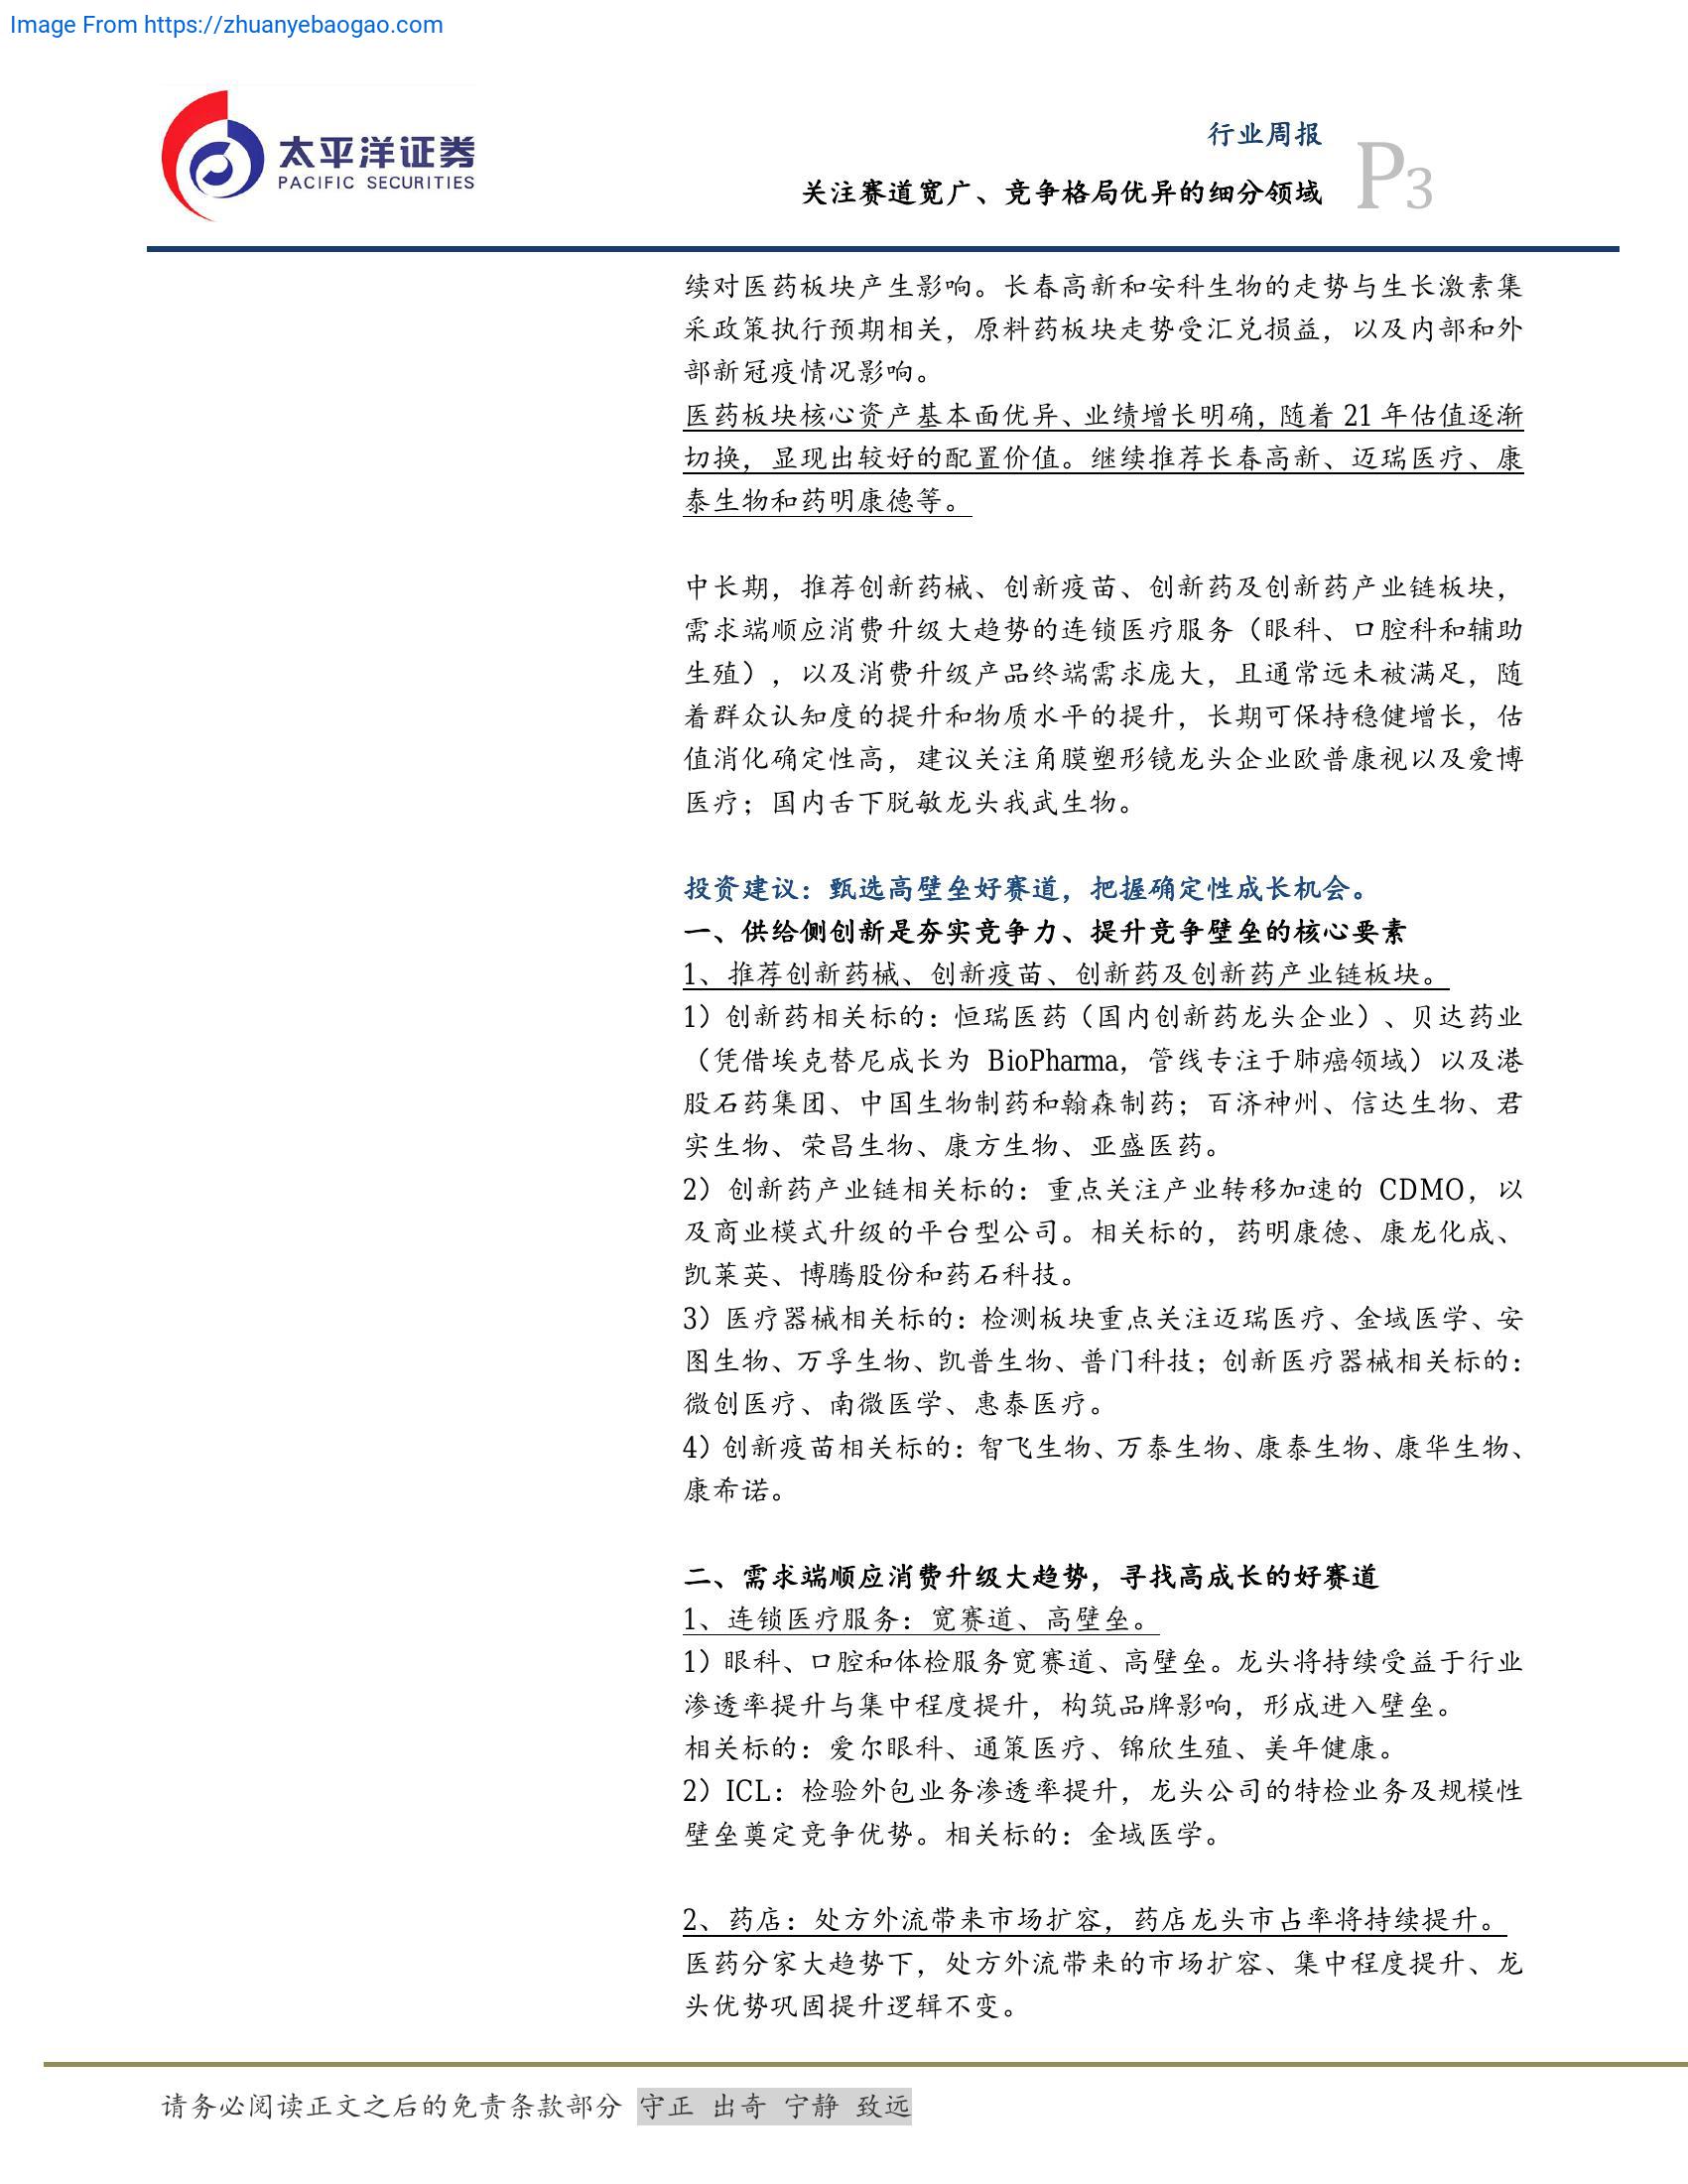 Image From https://zhuanyebaogao.com
太平洋证券
PACIFIC SECURITIES
行业周报
关注赛道宽广、竞争格局优异的细分领域
P3
续对医药板块产生影响。长春高新和安科生物的走势与生长激素集
采政策执行预期相关，原料药板块走势受汇兑损益，以及内部和外
部新冠疫情况影响。
医药板块核心资产基本面优异、业绩增长明确，随着 21 年估值逐渐
切换，显现出较好的配置价值。继续推荐长春高新、迈瑞医疗、康
泰生物和药明康德等。
中长期，推荐创新药械、创新疫苗、创新药及创新药产业链板块，
需求端顺应消费升级大趋势的连锁医疗服务（眼科、口腔科和辅助
生殖），以及消费升级产品终端需求庞大，且通常远未被满足，随
着群众认知度的提升和物质水平的提升，长期可保持稳健增长，估
值消化确定性高，建议关注角膜塑形镜龙头企业欧普康视以及爱博
医疗；国内舌下脱敏龙头我武生物。
投资建议：甄选高壁垒好赛道，把握确定性成长机会。
一、供给侧创新是夯实竞争力、提升竞争壁垒的核心要素
1、推荐创新药械、创新疫苗、创新药及创新药产业链板块。
1）创新药相关标的：恒瑞医药（国内创新药龙头企业）、贝达药业
（凭借埃克替尼成长为 BioPharma，管线专注于肺癌领域）以及港
股石药集团、中国生物制药和翰森制药；百济神州、信达生物、君
实生物、荣昌生物、康方生物、亚盛医药。
2）创新药产业链相关标的：重点关注产业转移加速的 CDMO，以
及商业模式升级的平台型公司。相关标的，药明康德、康龙化成、
凯莱英、博腾股份和药石科技。
3）医疗器械相关标的：检测板块重点关注迈瑞医疗、金域医学、安
图生物、万孚生物、凯普生物、普门科技；创新医疗器械相关标的：
微创医疗、南微医学、惠泰医疗。
4）创新疫苗相关标的：智飞生物、万泰生物、康泰生物、康华生物、
康希诺。
二、需求端顺应消费升级大趋势，寻找高成长的好赛道
1、连锁医疗服务：宽赛道、高壁垒。
1）眼科、口腔和体检服务宽赛道、高壁垒。龙头将持续受益于行业
渗透率提升与集中程度提升，构筑品牌影响，形成进入壁垒。
相关标的：爱尔眼科、通策医疗、锦欣生殖、美年健康。
2）ICL：检验外包业务渗透率提升，龙头公司的特检业务及规模性
壁垒奠定竞争优势。相关标的：金域医学。
2、药店：处方外流带来市场扩容，药店龙头市占率将持续提升。
医药分家大趋势下，处方外流带来的市场扩容、集中程度提升、龙
头优势巩固提升逻辑不变。
请务必阅读正文之后的免责条款部分 守正 出奇 宁静 致远